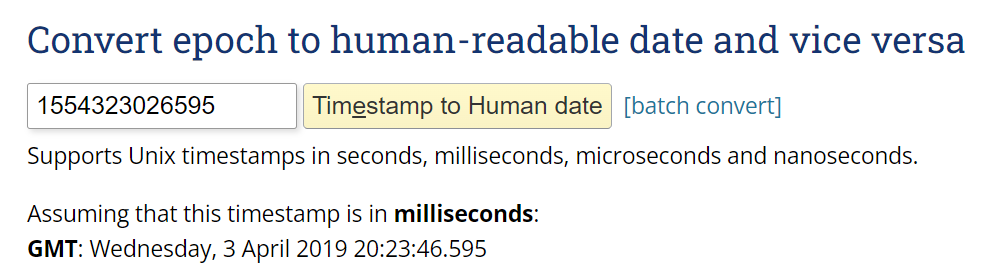 Convert epoch to human-readable date and vice versa
1554323026595 Timestamp to Human date [batch convert]
Supports Unix timestamps in seconds, milliseconds, microseconds and nanoseconds.
Assuming that this timestamp is in milliseconds:
GMT: Wednesday, 3 April 2019 20:23:46.595